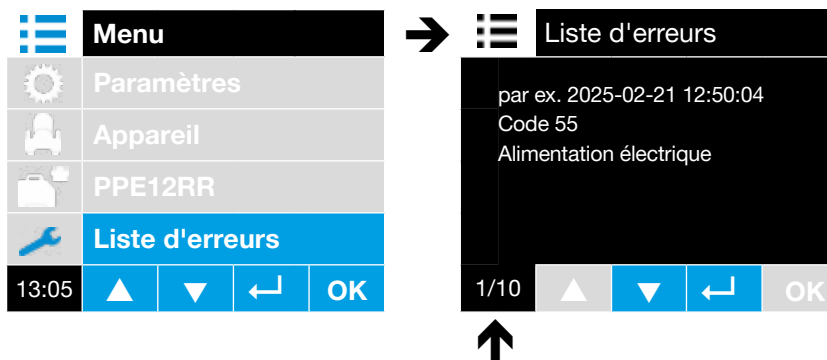 Menu
Paramètres
Appareil
PPE12RR
Liste d'erreurs
13:05 OK
Liste d'erreurs
par ex. 2025-02-21 12:50:04
Code 55
Alimentation électrique
1/10 OK